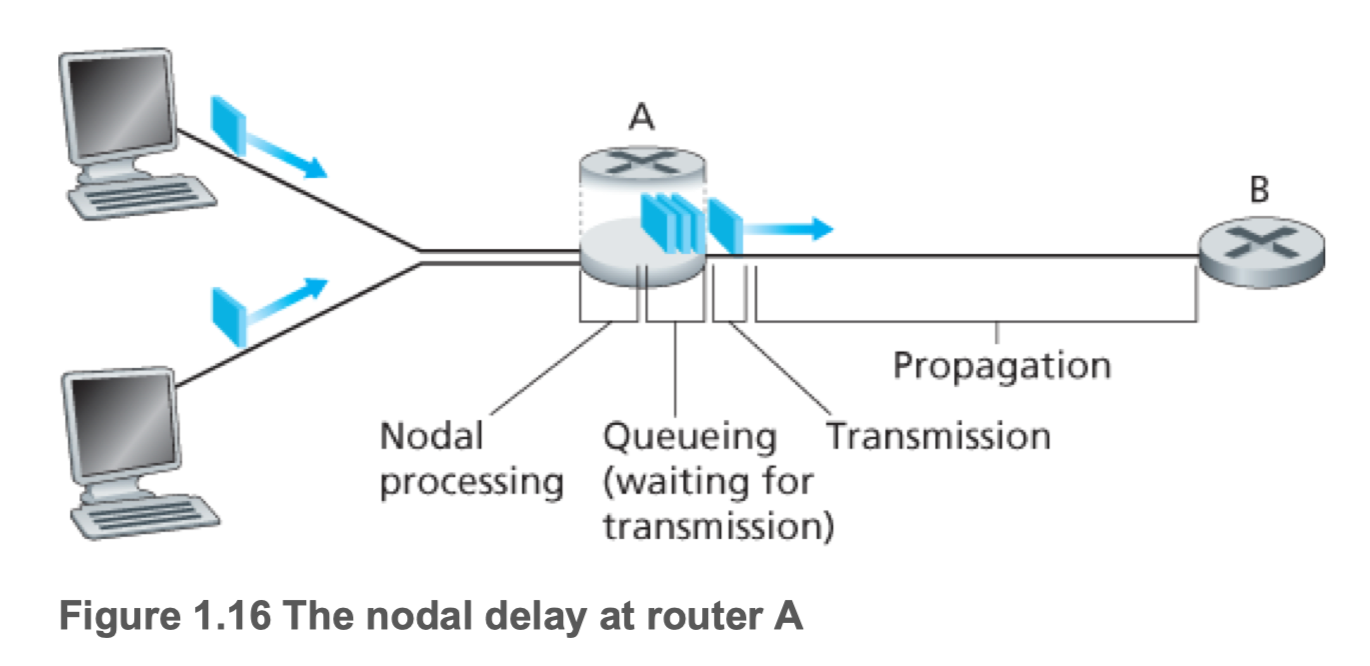 A
B
Propagation
Nodal
processing
Queueing
(waiting for
transmission)
Transmission
Figure 1.16 The nodal delay at router A